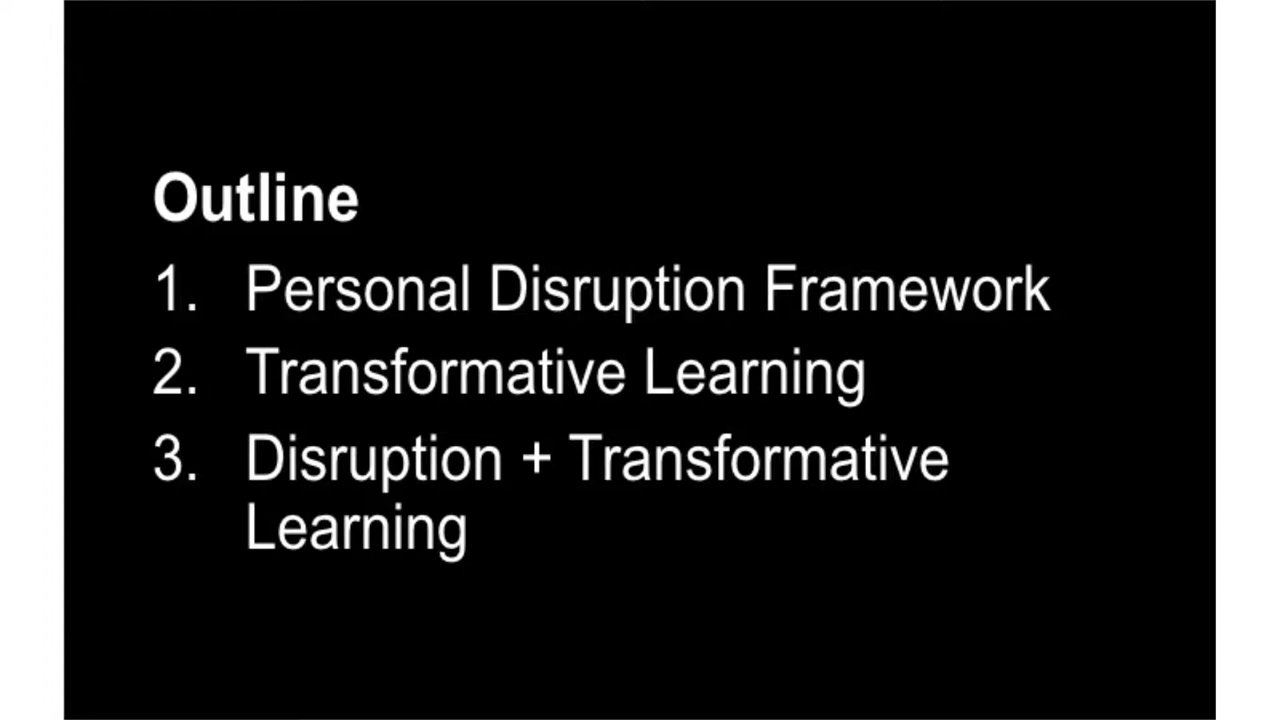 Outline
1. Personal Disruption Framework
2. Transformative Learning
3. Disruption + Transformative
Learning